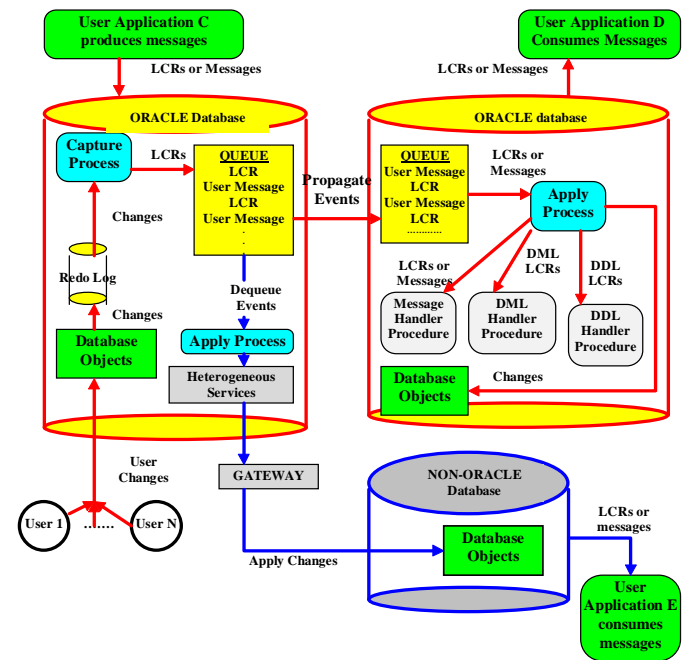 User Application C
produces messages
User Application D
Consumes Messages
LCRs or Messages
LCRs or Messages
ORACLE Database
ORACLE database
Capture
Process
LCRs
QUEUE
LCR
User Message
LCR
User Message
.
.
Propagate
Events
QUEUE
User Message
LCR
User Message
LCR
............
LCRs or
Messages
Apply
Process
Changes
Redo Log
Changes
Database
Objects
Dequeue
Events
Apply Process
Heterogeneous
Services
LCRs or
Messages
DML
LCRs
DDL
LCRs
Message
Handler
Procedure
DML
Handler
Procedure
DDL
Handler
Procedure
Database
Objects
Changes
User
Changes
GATEWAY
User 1
.......
User N
NON-ORACLE
Database
LCRs or
messages
Database
Objects
Apply Changes
User
Application E
consumes
messages